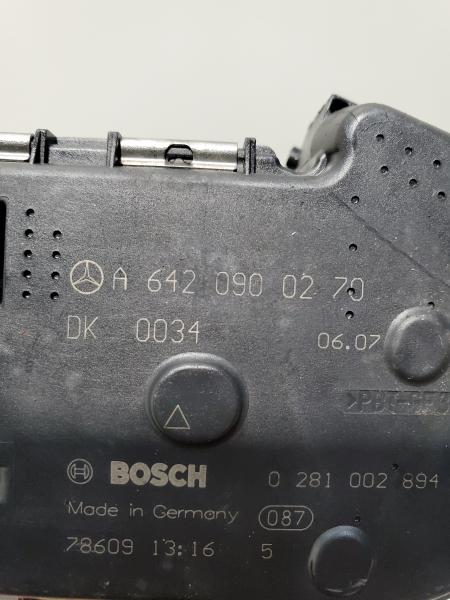 A 642 090 02 70
DK 0034
06.07
BOSCH 0 281 002 894
Made in Germany 087
78609 13:16 5